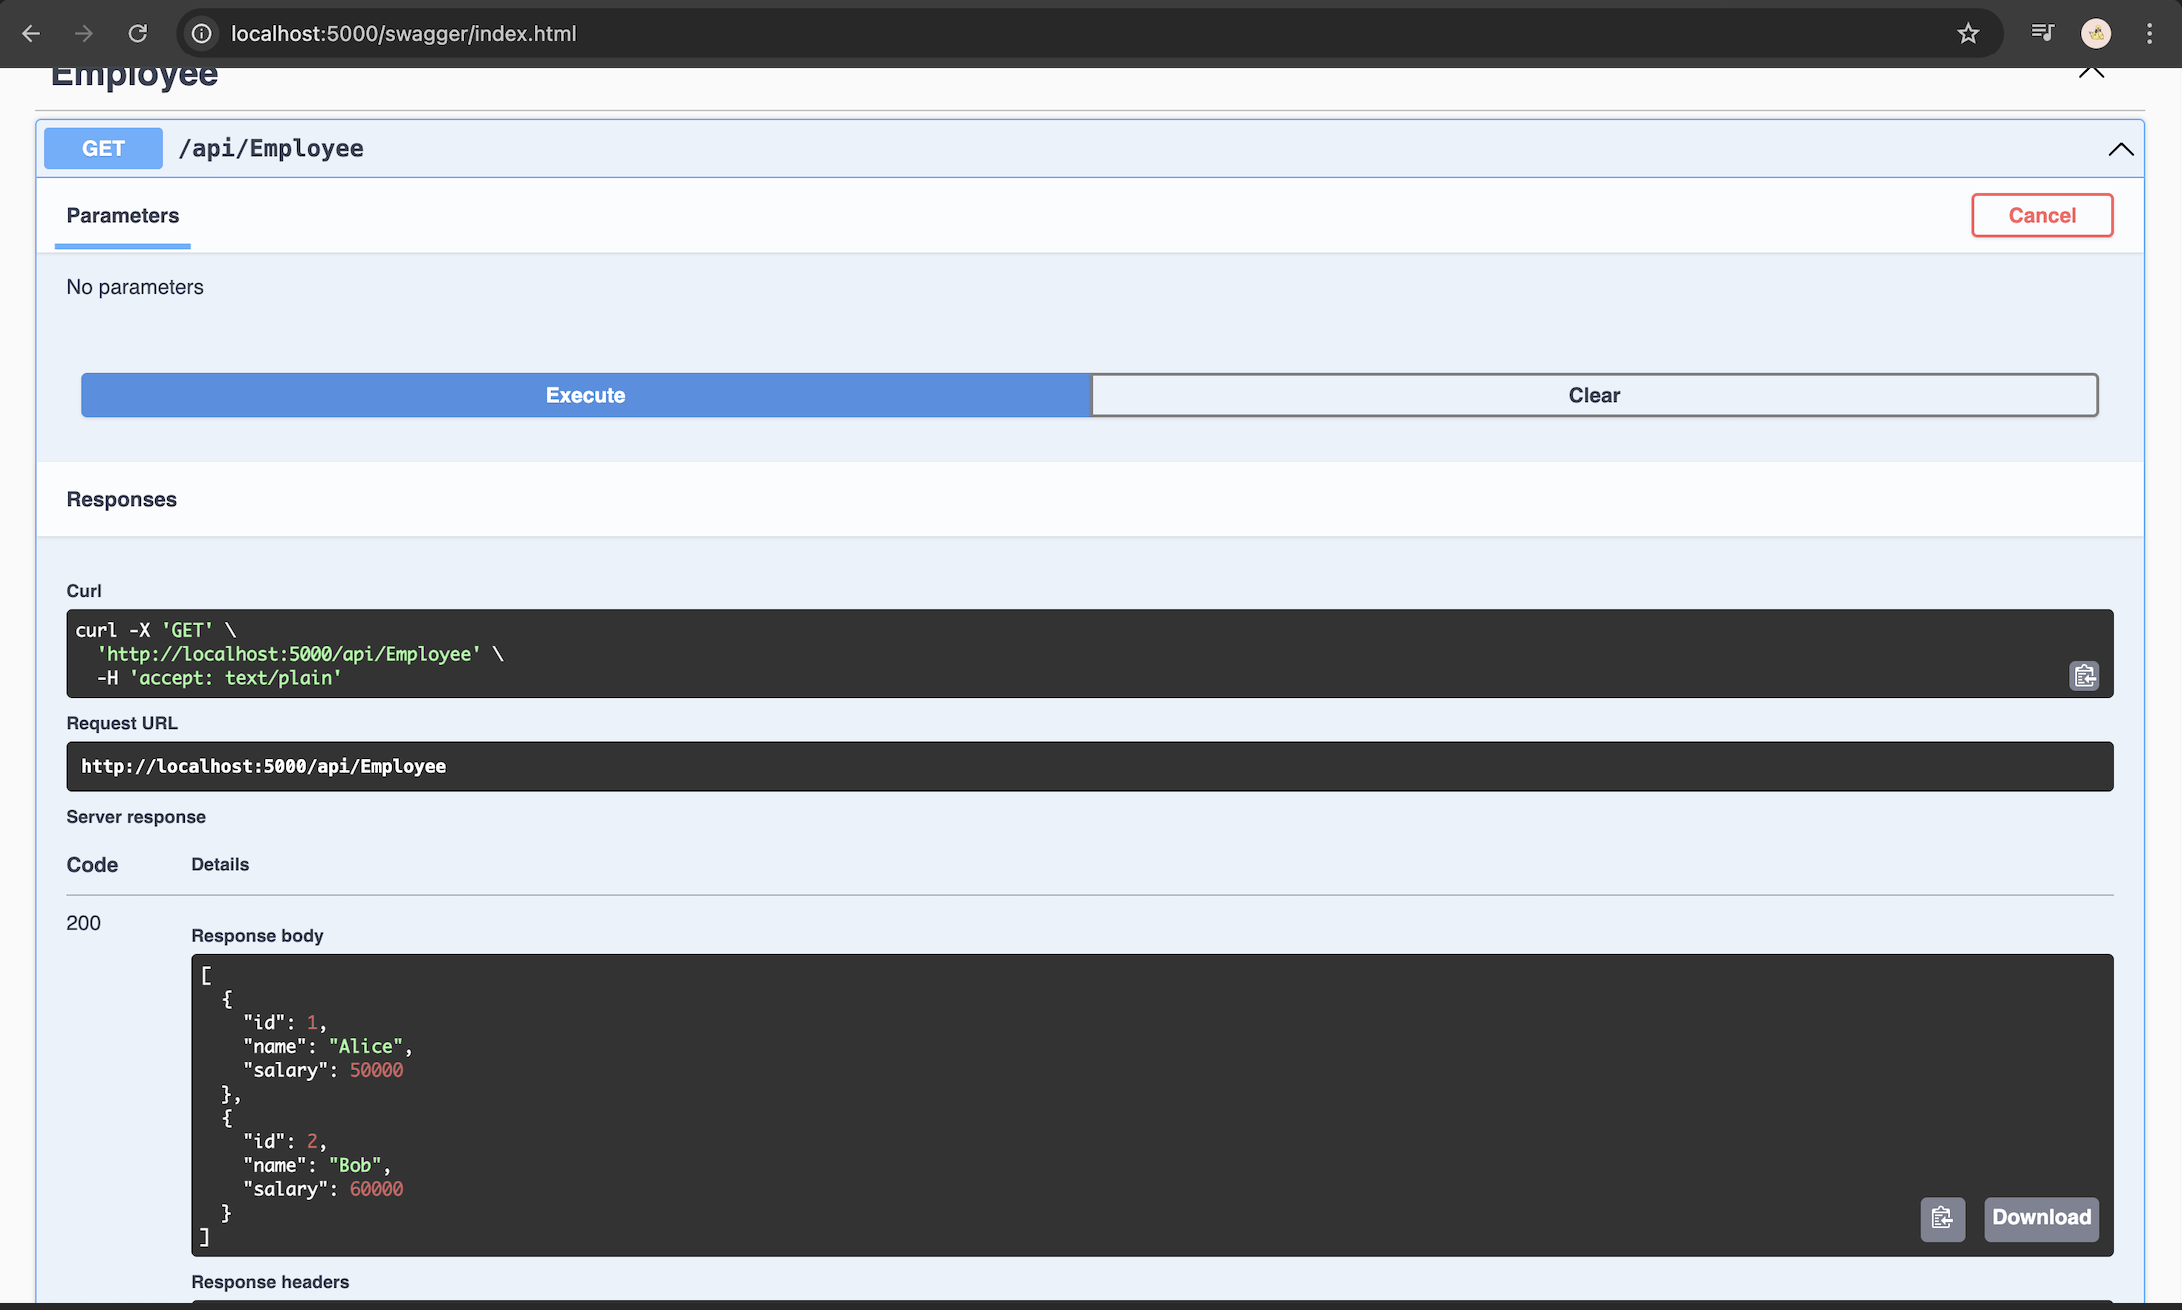 localhost:5000/swagger/index.html
Employee
GET /api/Employee
Parameters
Cancel
No parameters
Execute
Clear
Responses
Curl
curl -X 'GET' \
  'http://localhost:5000/api/Employee' \
  -H 'accept: text/plain'
Request URL
http://localhost:5000/api/Employee
Server response
Code Details
200
Response body
[
  {
    "id": 1,
    "name": "Alice",
    "salary": 50000
  },
  {
    "id": 2,
    "name": "Bob",
    "salary": 60000
  }
]
Download
Response headers